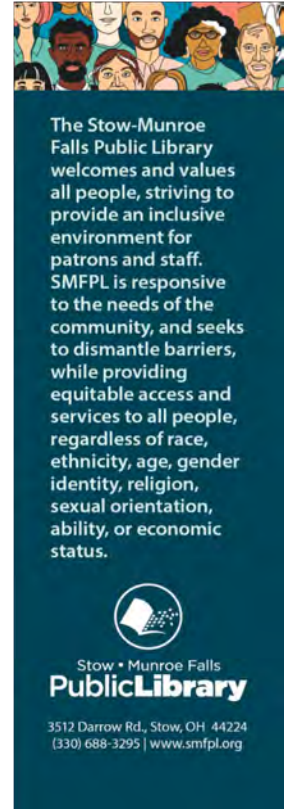 The Stow-Munroe
Falls Public Library
welcomes and values
all people, striving to
provide an inclusive
environment for
patrons and staff.
SMFPL is responsive
to the needs of the
community, and seeks
to dismantle barriers,
while providing
equitable access and
services to all people,
regardless of race,
ethnicity, age, gender
identity, religion,
sexual orientation,
ability, or economic
status.
Stow • Munroe Falls
PublicLibrary
3512 Darrow Rd., Stow, OH 44224
(330) 688-3295 | www.smfpl.org